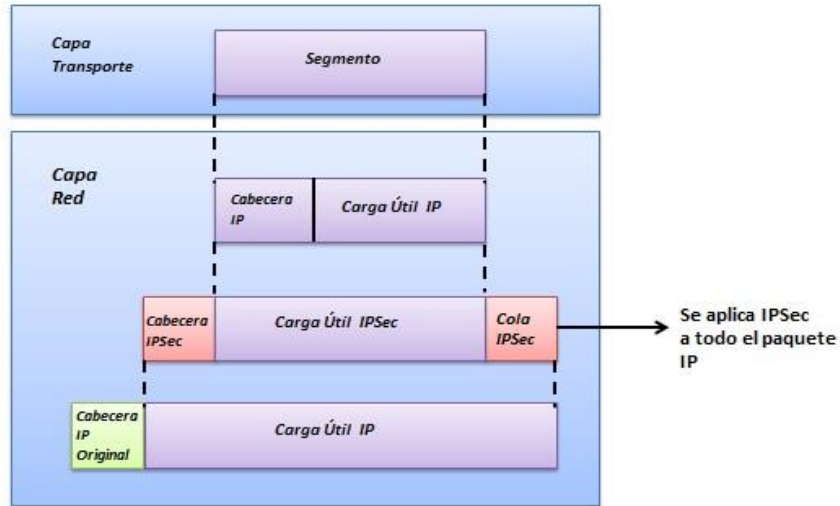 Capa
Transporte
Segmento
Capa
Red
Cabecera
IP
Carga Útil IP
Cabecera
IPSec
Carga Útil IPSec
Cola
IPSec
Se aplica IPSec
a todo el paquete
IP
Cabecera
IP
Original
Carga Útil IP